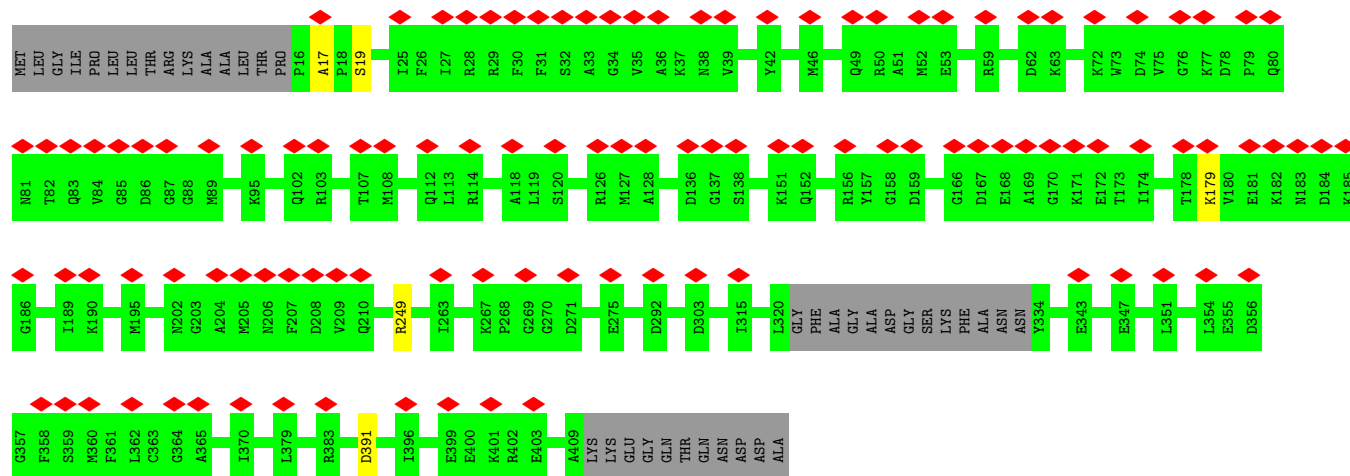 MET LEU GLY ILE PRO LEU LEU THR ARG LYS ALA ALA LEU THR PRO P16 A17 P18 S19 I25 F26 I27 R28 R29 F30 F31 S32 A33 G34 V35 A36 K37 N38 V39 Y42 M46 Q49 R50 A51 M52 E53 R59 D62 K63 K72 W73 D74 V75 G76 K77 D78 P79 Q80
N81 T82 Q83 V84 G85 D86 G87 G88 M89 K95 Q102 R103 T107 M108 Q112 L113 R114 A118 L119 S120 R126 M127 A128 D136 G137 S138 K151 Q152 R156 Y157 G158 D159 G166 D167 E168 A169 G170 K171 E172 T173 I174 T178 K179 V180 E181 K182 N183 D184 K185
G186 I189 K190 M195 N202 G203 A204 M205 N206 F207 D208 V209 Q210 R249 I263 K267 P268 G269 G270 D271 E275 D292 D303 I315 L320 GLY PHE ALA GLY ALA ASP GLY SER LYS PHE ALA ASN ASN Y334 E343 E347 L351 L354 E355 D356
G357 F358 S359 M360 F361 L362 C363 G364 A365 I370 L379 R383 D391 I396 E399 E400 K401 R402 E403 A409 LYS LYS GLU GLY GLN THR GLN ASN ASP ASP ALA